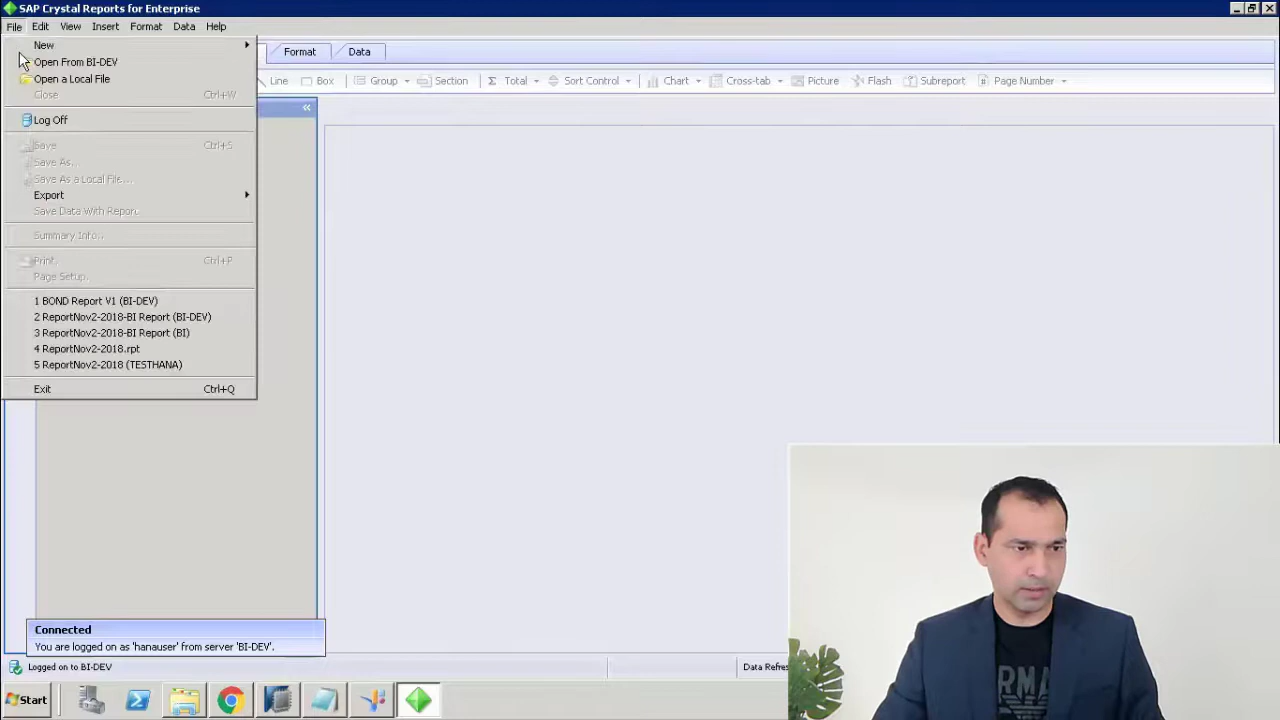 SAP Crystal Reports for Enterprise
File Edit View Insert Format Data Help
Format Data
Line Box Group Section Total Sort Control Chart Cross-tab Picture Flash Subreport Page Number
New
Open From BI-DEV
Open a Local File
Close Ctrl+W
Log Off
Save Ctrl+S
Save As...
Save As a Local File...
Export
Save Data With Report
Summary Info...
Print... Ctrl+P
Page Setup...
1 BOND Report V1 (BI-DEV)
2 ReportNov2-2018-BI Report (BI-DEV)
3 ReportNov2-2018-BI Report (BI)
4 ReportNov2-2018.rpt
5 ReportNov2-2018 (TESTHANA)
Exit Ctrl+Q
Connected
You are logged on as 'hanauser' from server 'BI-DEV'.
Logged on to BI-DEV
Data Refres
Start